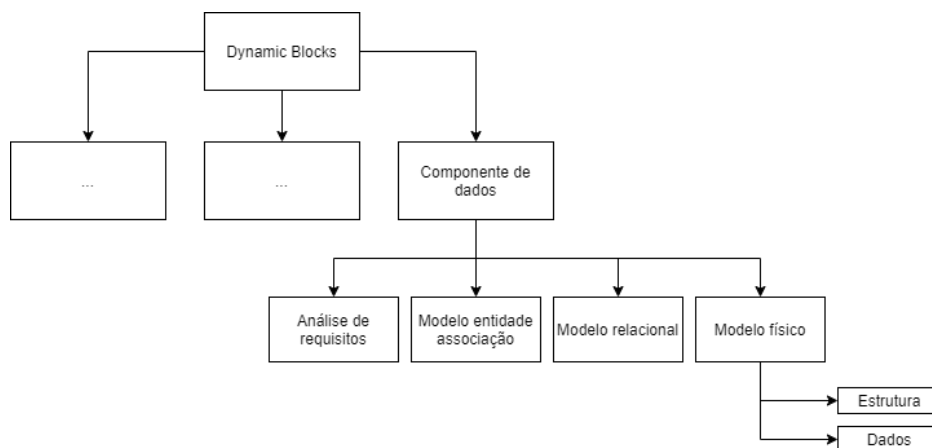 Dynamic Blocks
...
...
Componente de
dados
Análise de
requisitos
Modelo entidade
associação
Modelo relacional
Modelo físico
Estrutura
Dados